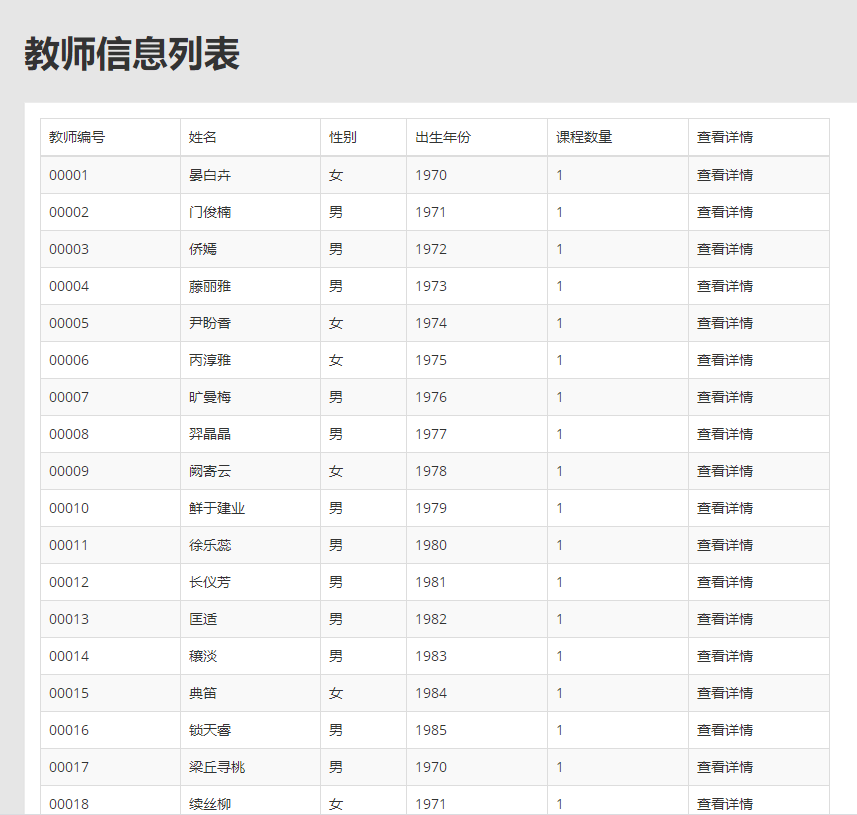 教师信息列表
教师编号 姓名 性别 出生年份 课程数量 查看详情
00001 晏白卉 女 1970 1 查看详情
00002 门俊楠 男 1971 1 查看详情
00003 侨嫣 男 1972 1 查看详情
00004 藤丽雅 男 1973 1 查看详情
00005 尹盼香 女 1974 1 查看详情
00006 丙淳雅 女 1975 1 查看详情
00007 旷曼梅 男 1976 1 查看详情
00008 羿晶晶 男 1977 1 查看详情
00009 阙寄云 女 1978 1 查看详情
00010 鲜于建业 男 1979 1 查看详情
00011 徐乐蕊 男 1980 1 查看详情
00012 长仪芳 男 1981 1 查看详情
00013 匡适 男 1982 1 查看详情
00014 穰淡 男 1983 1 查看详情
00015 典笛 女 1984 1 查看详情
00016 锁天睿 男 1985 1 查看详情
00017 梁丘寻桃 男 1970 1 查看详情
00018 续丝柳 女 1971 1 查看详情